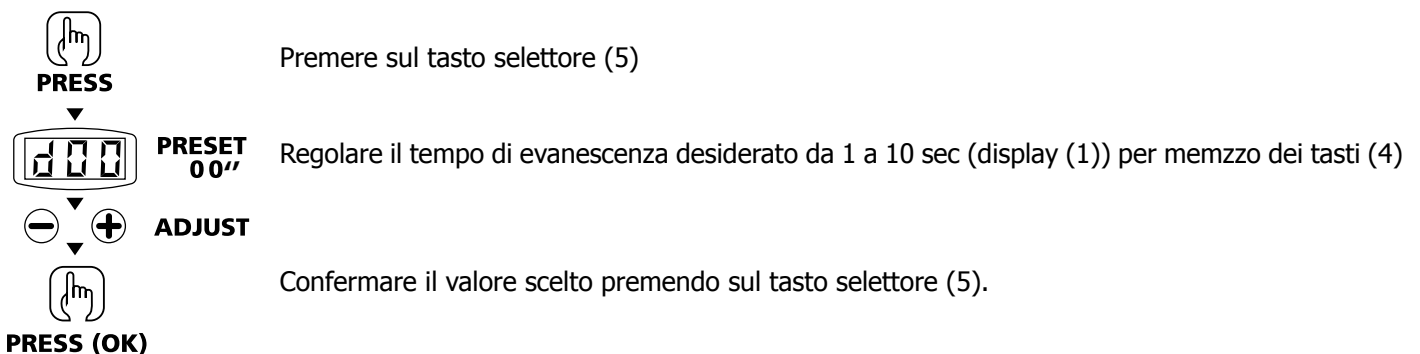 PRESS
Premere sul tasto selettore (5)
d00
PRESET
00"
Regolare il tempo di evanescenza desiderato da 1 a 10 sec (display (1)) per memzzo dei tasti (4)
ADJUST
Confermare il valore scelto premendo sul tasto selettore (5).
PRESS (OK)